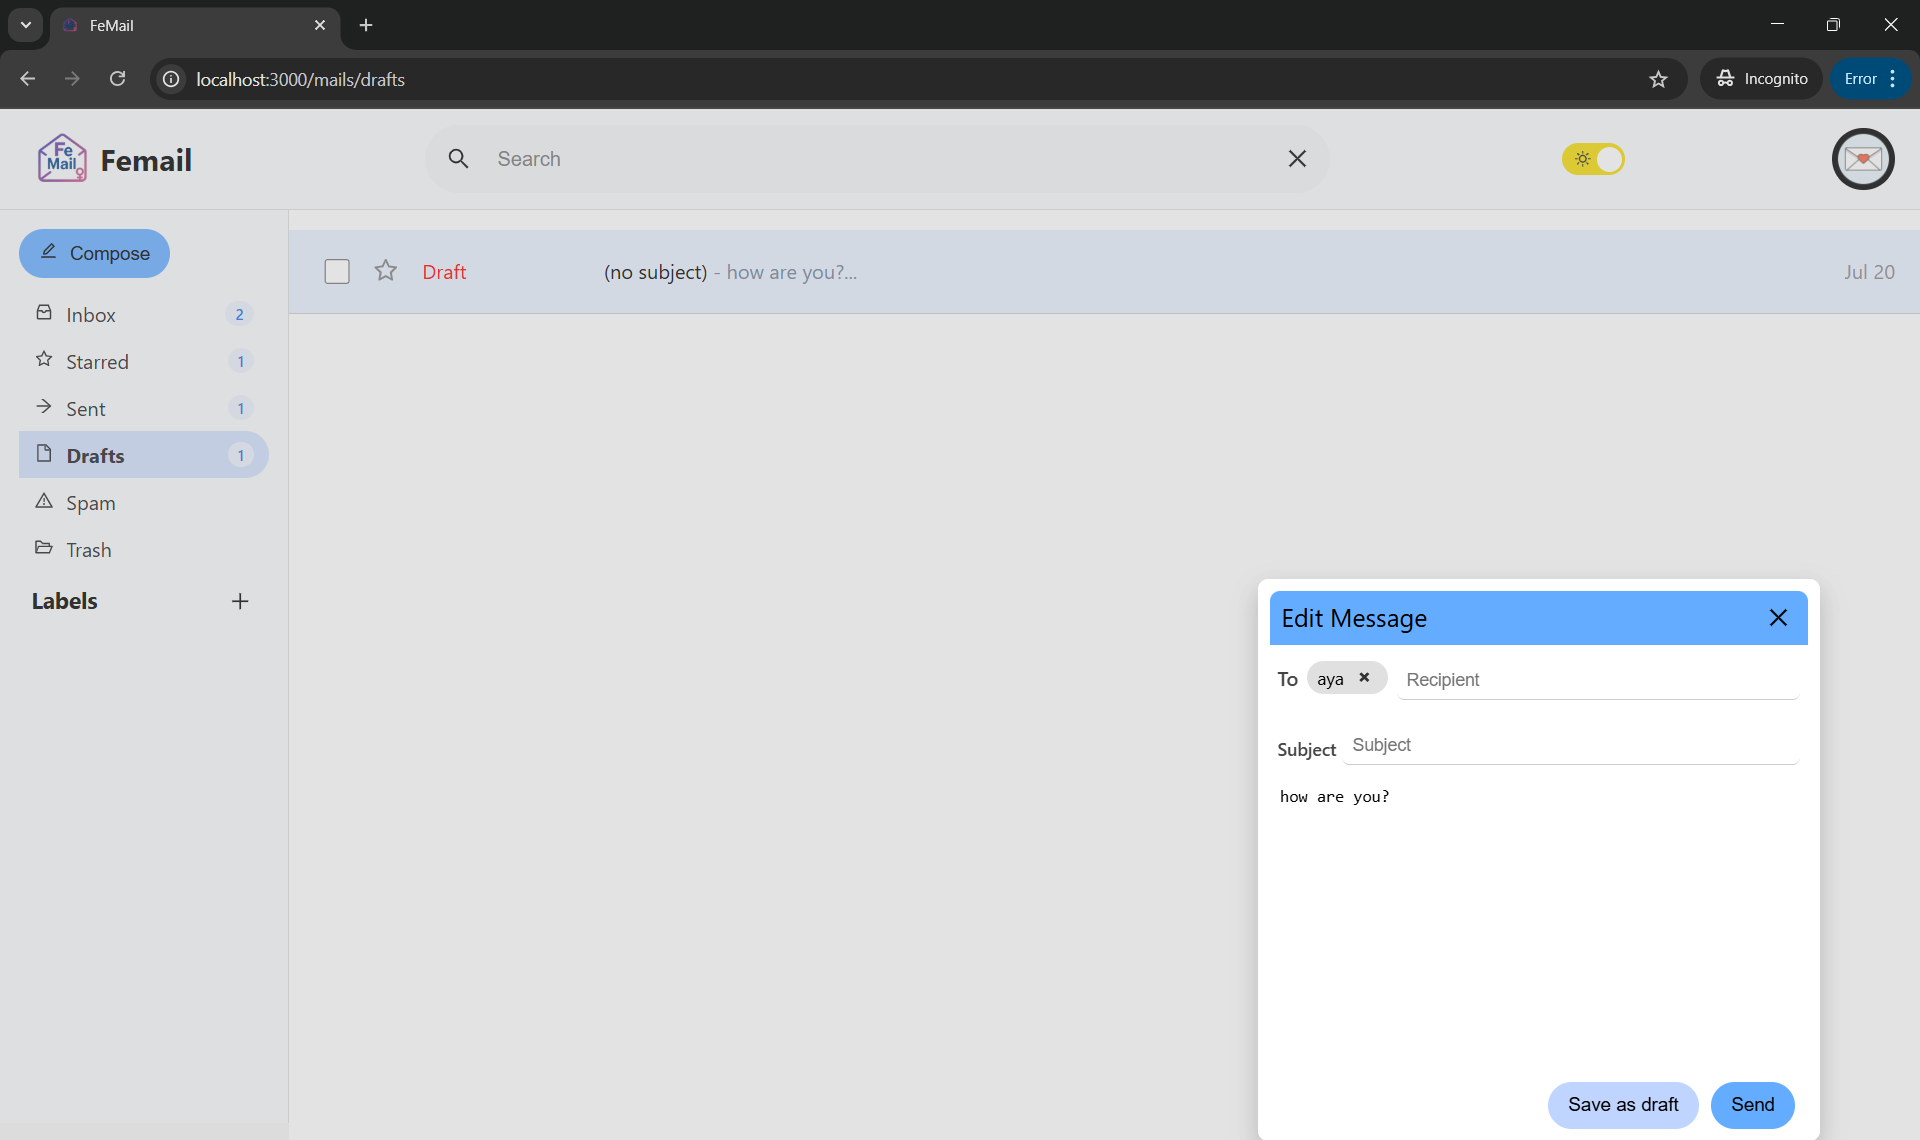 FeMail
localhost:3000/mails/drafts
Incognito
Error
Fe
Mail
Femail
Search
Compose
Draft
(no subject) - how are you?...
Jul 20
Inbox 2
Starred 1
Sent 1
Drafts 1
Spam
Trash
Labels
Edit Message
To aya Recipient
Subject Subject
how are you?
Save as draft Send